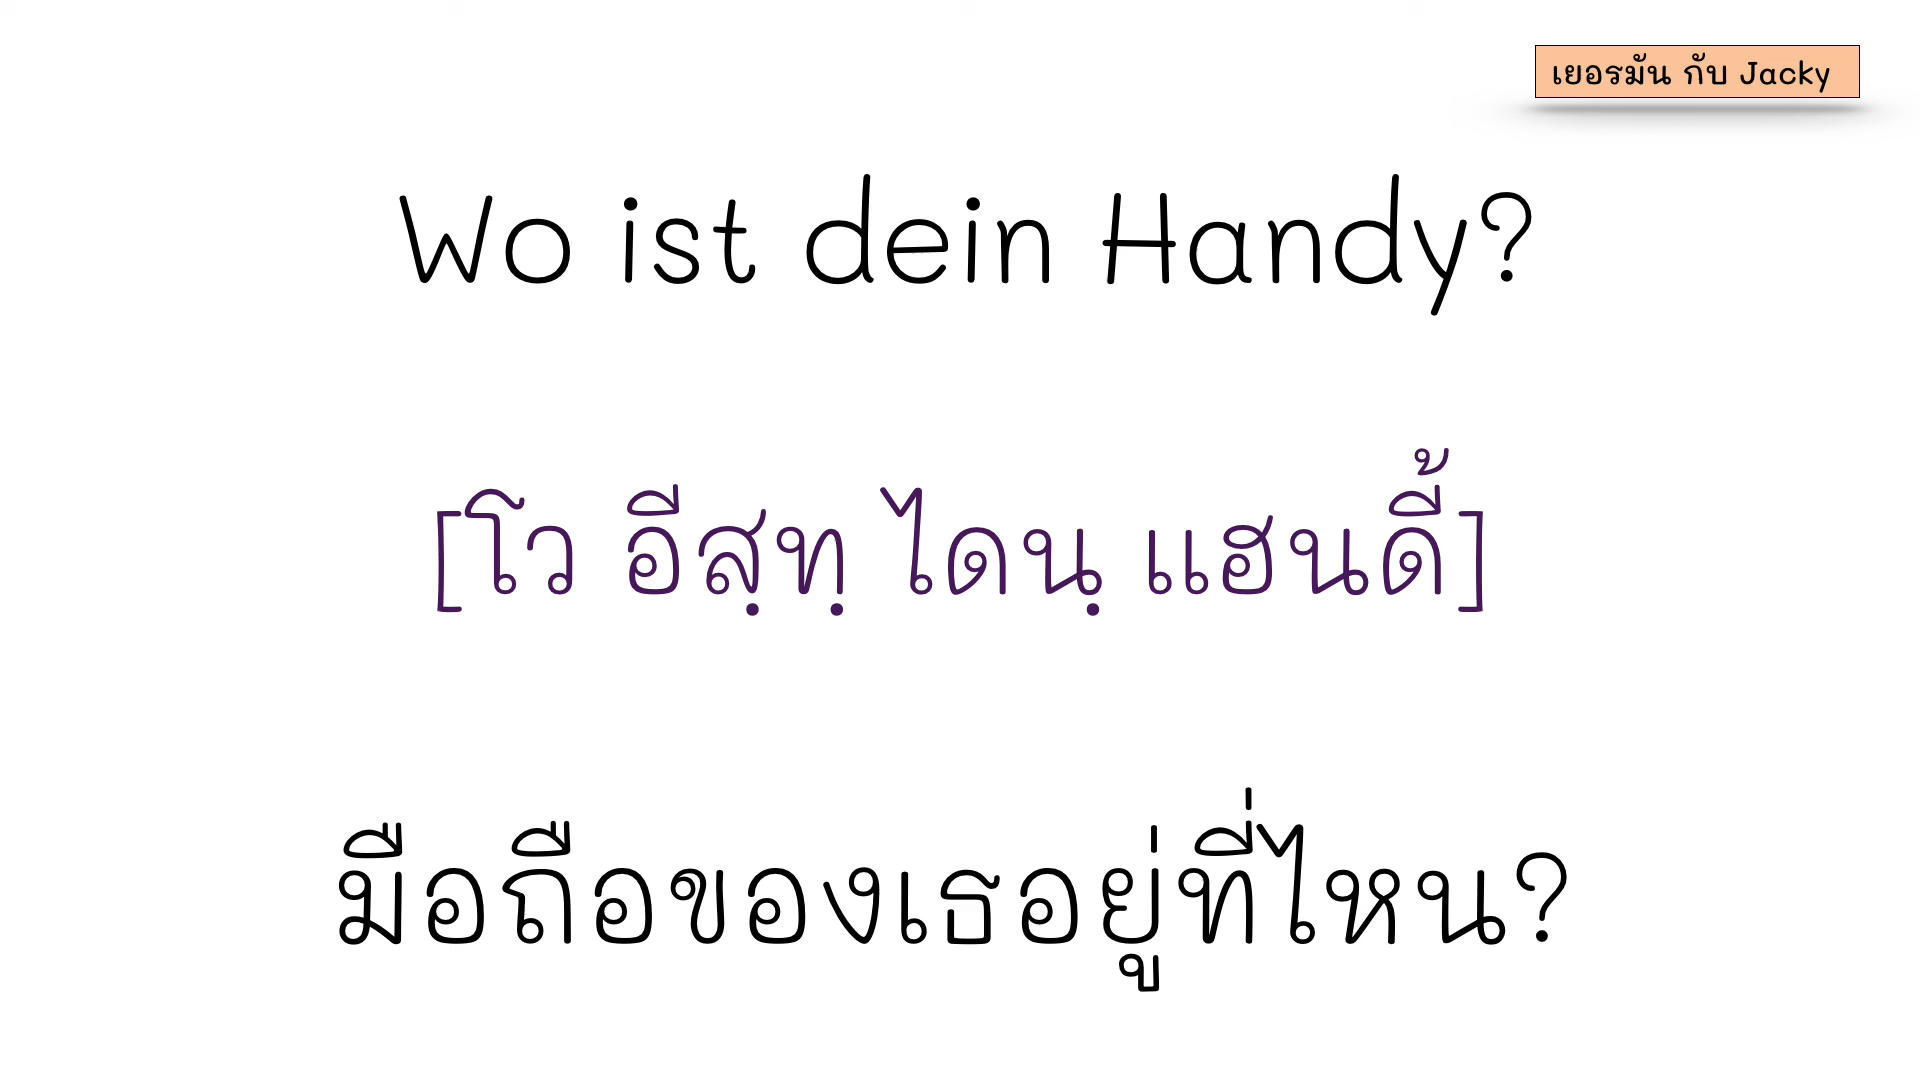 เยอรมัน กับ Jacky
Wo ist dein Handy?
[โว อีสฺทฺ ไดนฺ แฮนดี้]
มือถือของเธออยู่ที่ไหน?